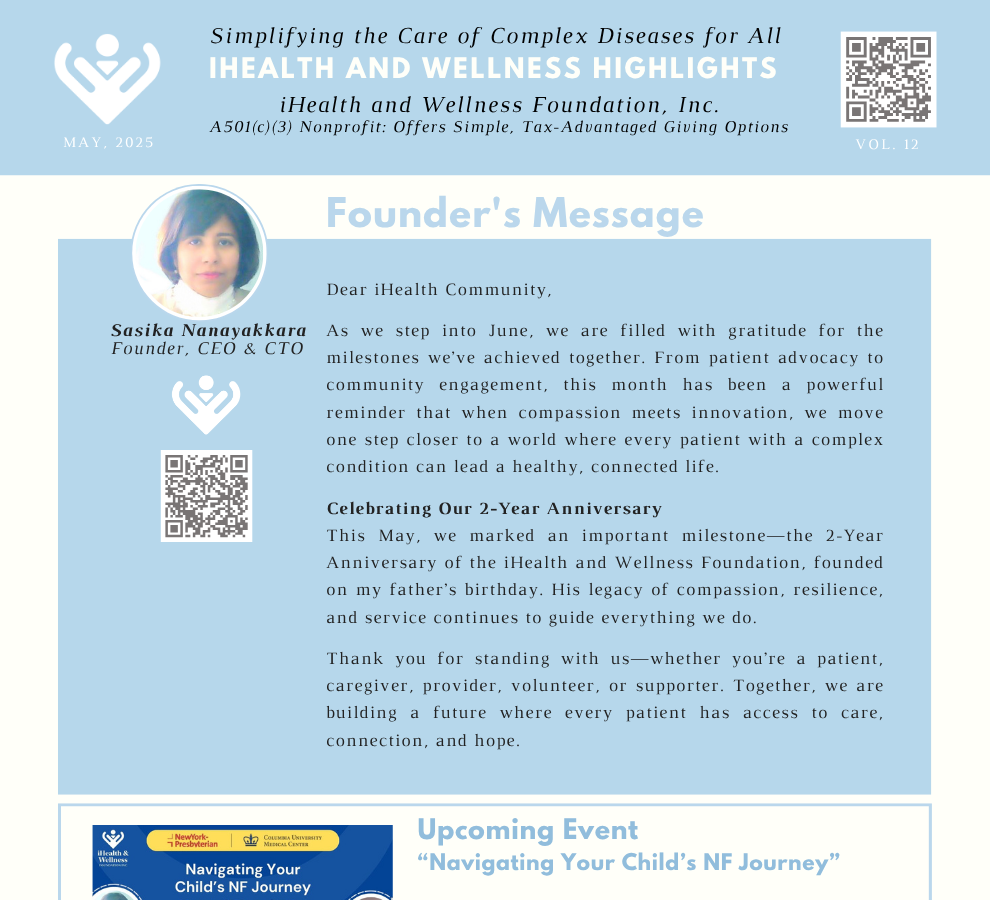 Simplifying the Care of Complex Diseases for All
IHEALTH AND WELLNESS HIGHLIGHTS
iHealth and Wellness Foundation, Inc.
A501(c)(3) Nonprofit: Offers Simple, Tax-Advantaged Giving Options
MAY, 2025
VOL. 12
Founder's Message
Sasika Nanayakkara
Founder, CEO & CTO
Dear iHealth Community,
As we step into June, we are filled with gratitude for the
milestones we’ve achieved together. From patient advocacy to
community engagement, this month has been a powerful
reminder that when compassion meets innovation, we move
one step closer to a world where every patient with a complex
condition can lead a healthy, connected life.
Celebrating Our 2-Year Anniversary
This May, we marked an important milestone—the 2-Year
Anniversary of the iHealth and Wellness Foundation, founded
on my father’s birthday. His legacy of compassion, resilience,
and service continues to guide everything we do.
Thank you for standing with us—whether you’re a patient,
caregiver, provider, volunteer, or supporter. Together, we are
building a future where every patient has access to care,
connection, and hope.
iHealth &
Wellness
NewYork-
Presbyterian
COLUMBIA UNIVERSITY
MEDICAL CENTER
Navigating Your
Child’s NF Journey
Upcoming Event
“Navigating Your Child’s NF Journey”